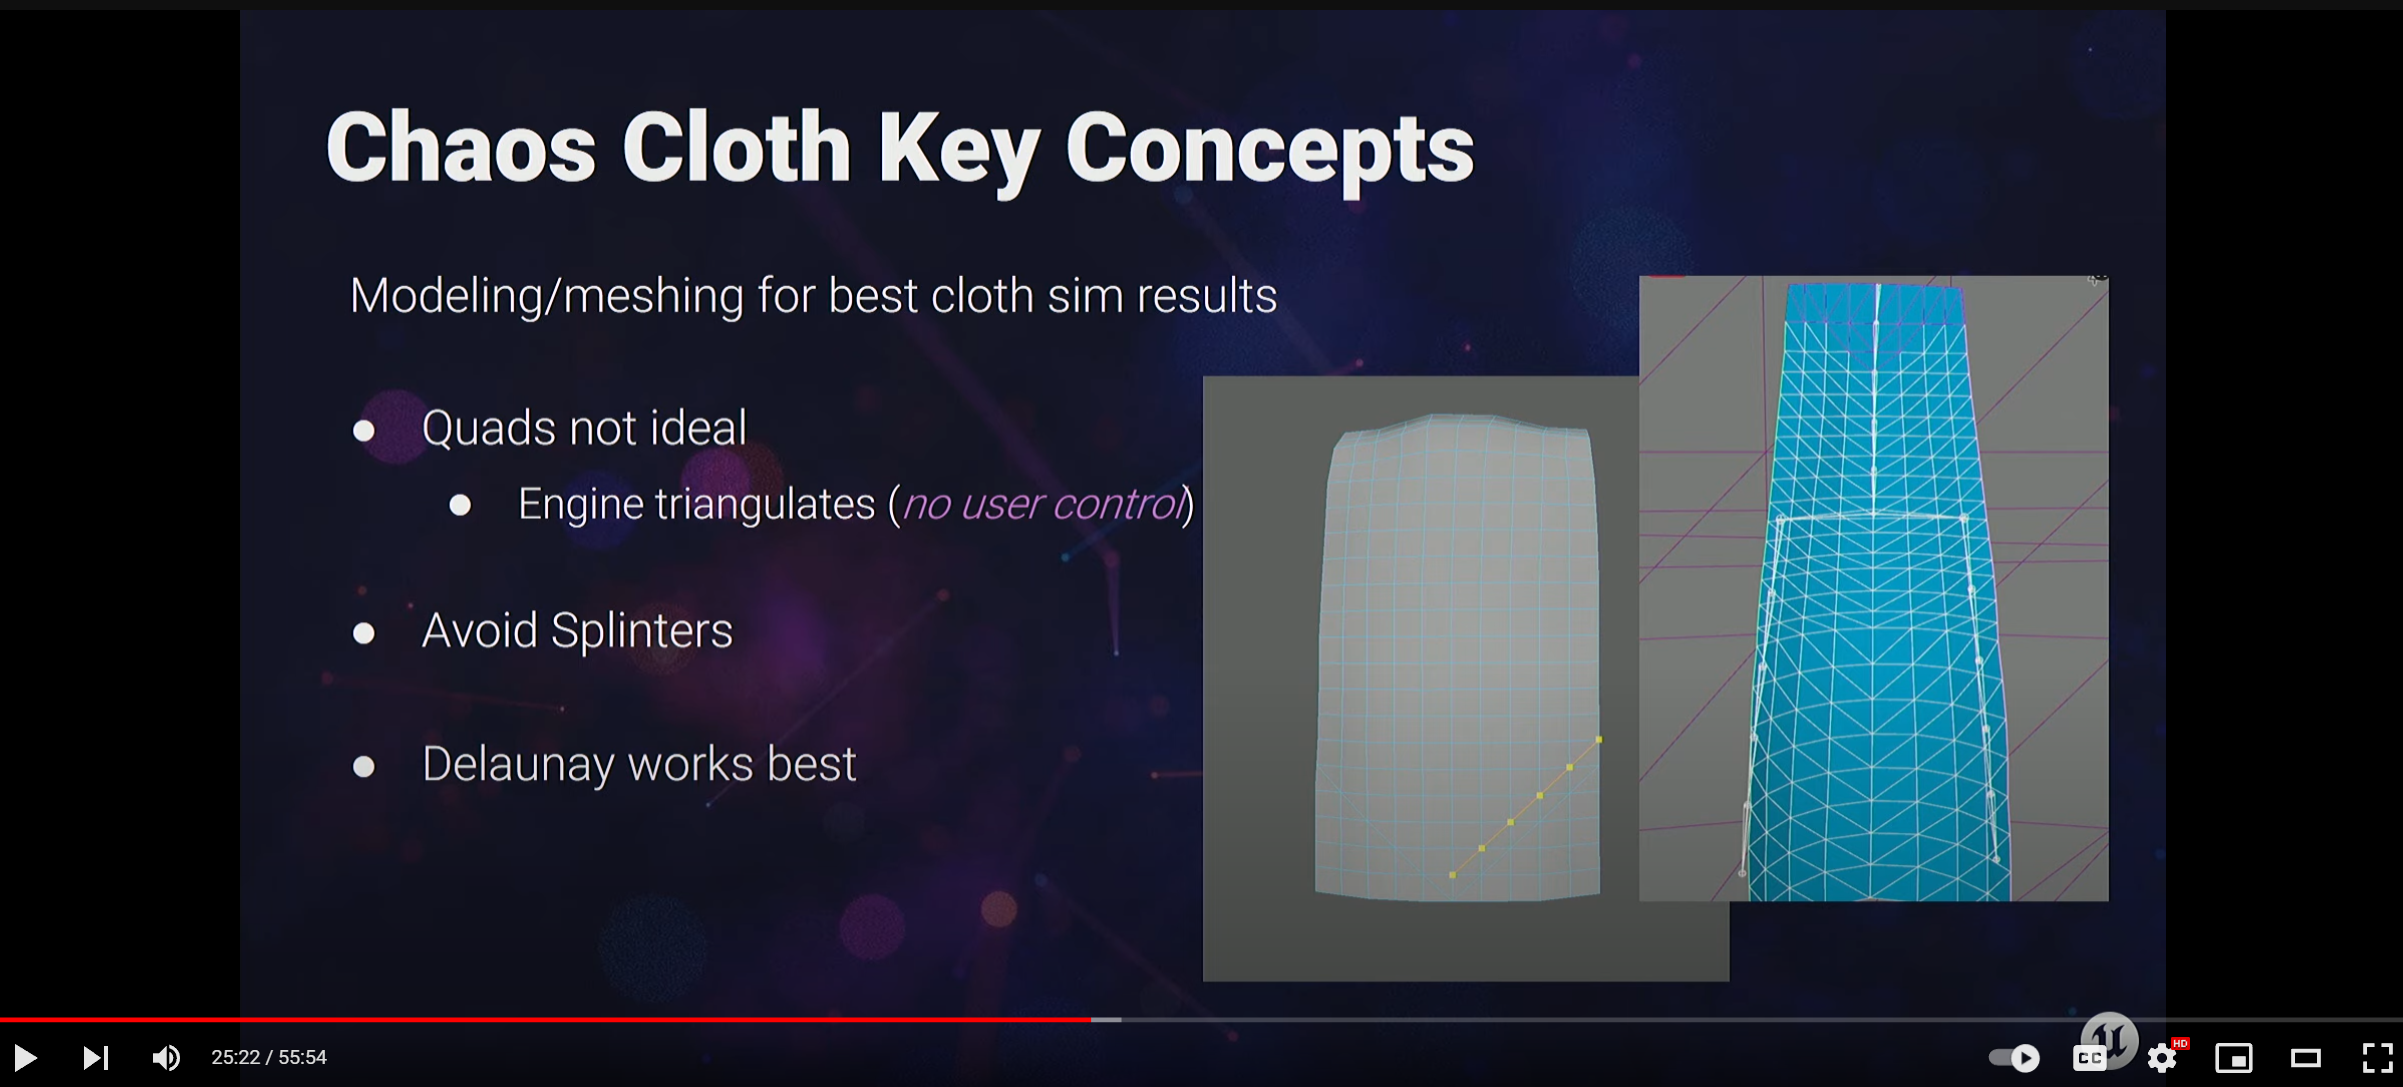 Chaos Cloth Key Concepts
Modeling/meshing for best cloth sim results
Quads not ideal
Engine triangulates (no user control)
Avoid Splinters
Delaunay works best
25:22 / 55:54
CC
HD